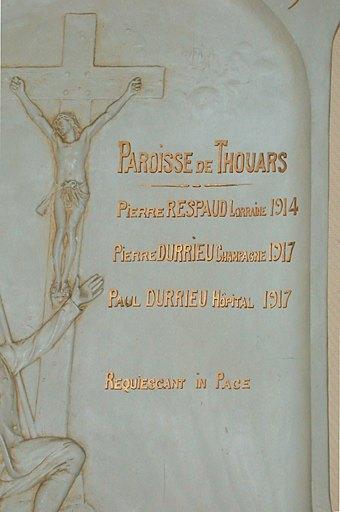 PAROISSE DE THOUARS
PIERRE RESPAUD LORRAINE 1914
PIERRE DURRIEU CHAMPAGNE 1917
PAUL DURRIEU HÔPITAL 1917
REQUIESCANT IN PACE